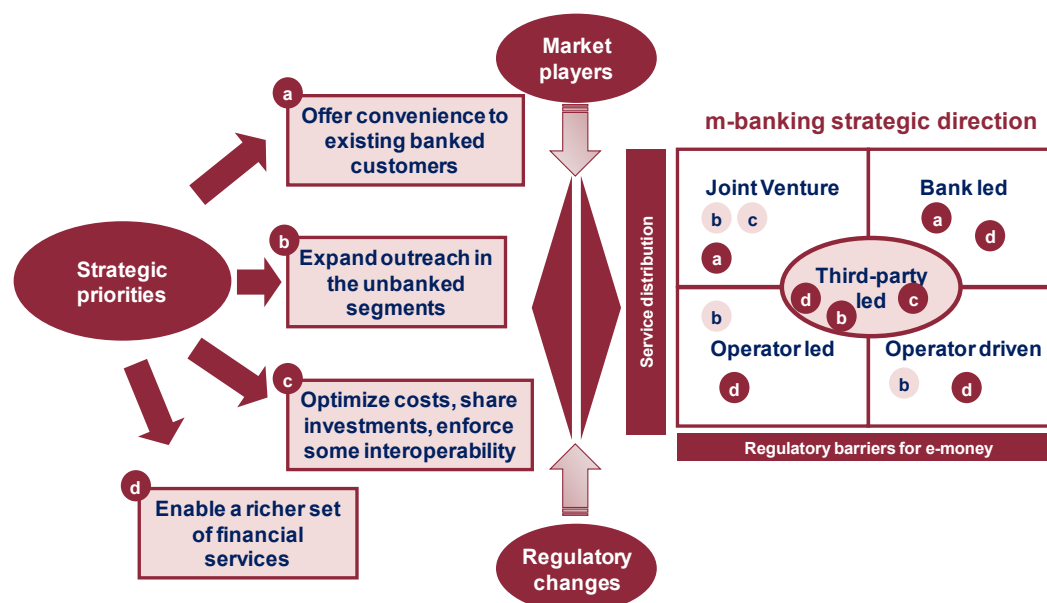 Market
players
a
Offer convenience to
existing banked
customers
m-banking strategic direction
Strategic
priorities
b
Expand outreach in
the unbanked
segments
c
Optimize costs, share
investments, enforce
some interoperability
d
Enable a richer set
of financial
services
Regulatory
changes
Service distribution
Joint Venture
b c
a
Bank led
a
d
Third-party
led
d b c
b
Operator led
d
Operator driven
b d
Regulatory barriers for e-money